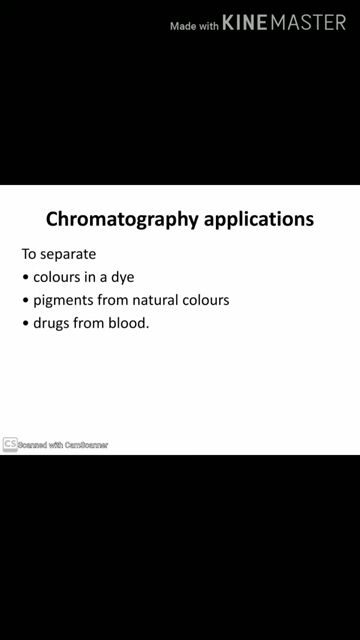 Made with KINEMASTER
Chromatography applications
To separate
• colours in a dye
• pigments from natural colours
• drugs from blood.
CS Scanned with CamScanner